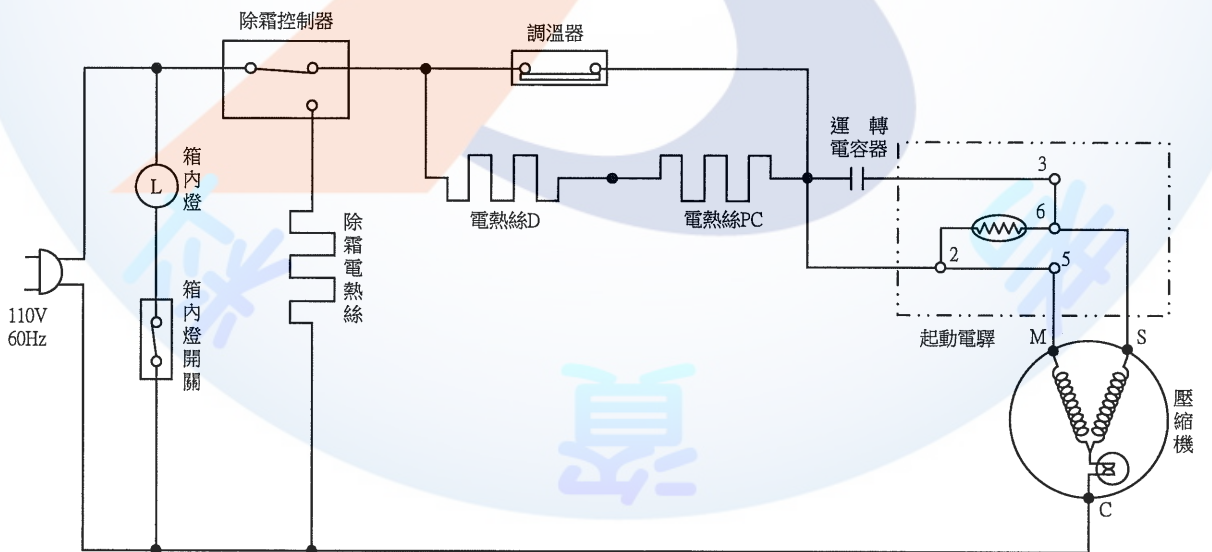 除霜控制器
調溫器
運轉
電容器
3
箱內燈
L
6
電熱絲D
電熱絲PC
除霜電熱絲
2
5
箱內燈開關
110V
60Hz
起動電驛
M
S
壓縮機
C
資